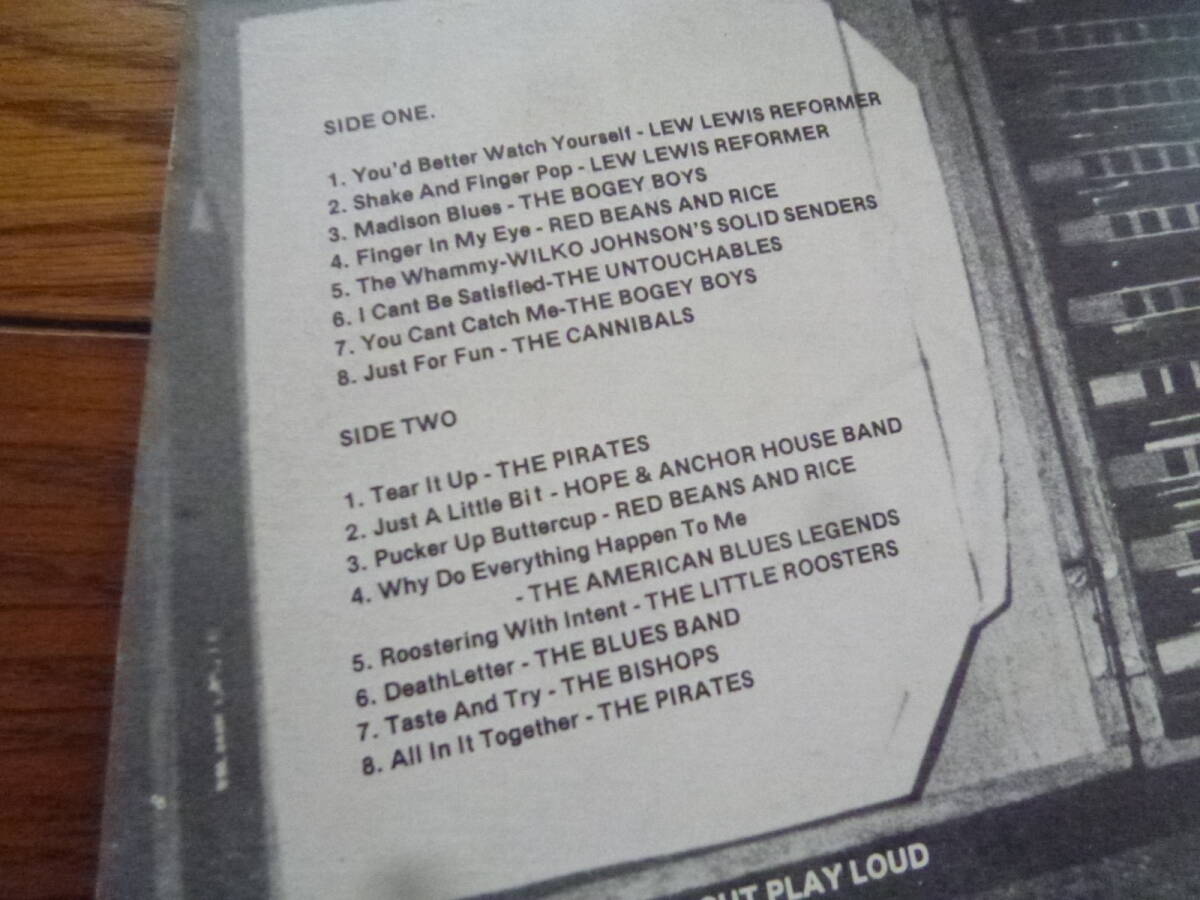 SIDE ONE.
1. You'd Better Watch Yourself - LEW LEWIS REFORMER
2. Shake And Finger Pop - LEW LEWIS REFORMER
3. Madison Blues - THE BOGEY BOYS
4. Finger In My Eye - RED BEANS AND RICE
5. The Whammy-WILKO JOHNSON'S SOLID SENDERS
6. I Cant Be Satisfied-THE UNTOUCHABLES
7. You Cant Catch Me-THE BOGEY BOYS
8. Just For Fun - THE CANNIBALS
SIDE TWO
1. Tear It Up - THE PIRATES
2. Just A Little Bit - HOPE & ANCHOR HOUSE BAND
3. Pucker Up Buttercup - RED BEANS AND RICE
4. Why Do Everything Happen To Me
- THE AMERICAN BLUES LEGENDS
5. Roostering With Intent - THE LITTLE ROOSTERS
6. DeathLetter - THE BLUES BAND
7. Taste And Try - THE BISHOPS
8. All In It Together - THE PIRATES
PLAY LOUD